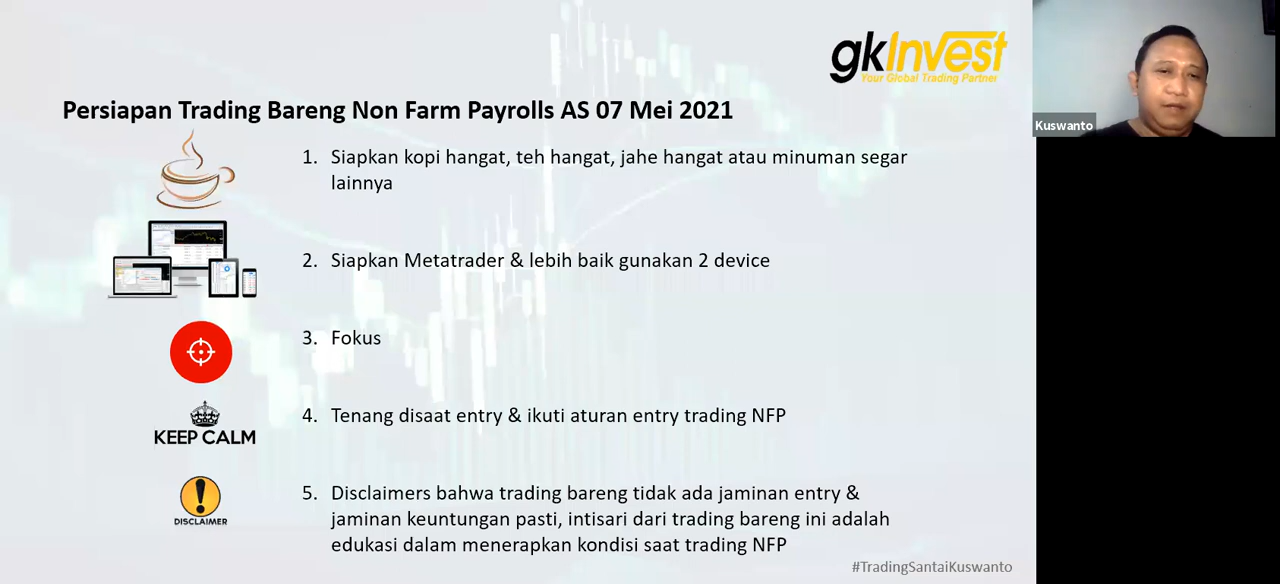 gkInvest
Your Global Trading Partner
Kuswanto
Persiapan Trading Bareng Non Farm Payrolls AS 07 Mei 2021
1. Siapkan kopi hangat, teh hangat, jahe hangat atau minuman segar
lainnya
2. Siapkan Metatrader & lebih baik gunakan 2 device
3. Fokus
KEEP CALM
4. Tenang disaat entry & ikuti aturan entry trading NFP
DISCLAIMER
5. Disclaimers bahwa trading bareng tidak ada jaminan entry &
jaminan keuntungan pasti, intisari dari trading bareng ini adalah
edukasi dalam menerapkan kondisi saat trading NFP
#TradingSantaiKuswanto